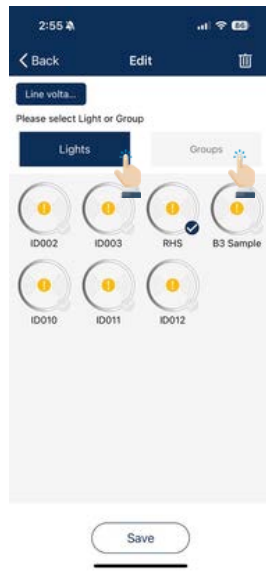 2:55 86
Back Edit
Line volta...
Please select Light or Group
Lights Groups
ID002 ID003 RHS B3 Sample
ID010 ID011 ID012
Save